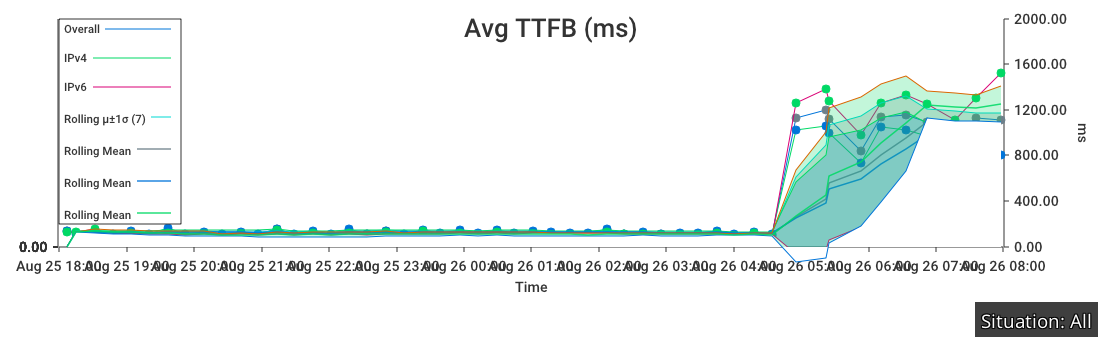 Avg TTFB (ms)
Overall
IPv4
IPv6
Rolling μ±1σ (7)
Rolling Mean
Rolling Mean
Rolling Mean
2000.00
1600.00
1200.00
800.00
400.00
0.00
ms
0.00
Aug 25 18:00 Aug 25 19:00 Aug 25 20:00 Aug 25 21:00 Aug 25 22:00 Aug 25 23:00 Aug 26 00:00 Aug 26 01:00 Aug 26 02:00 Aug 26 03:00 Aug 26 04:00 Aug 26 05:00 Aug 26 06:00 Aug 26 07:00 Aug 26 08:00
Time
Situation: All